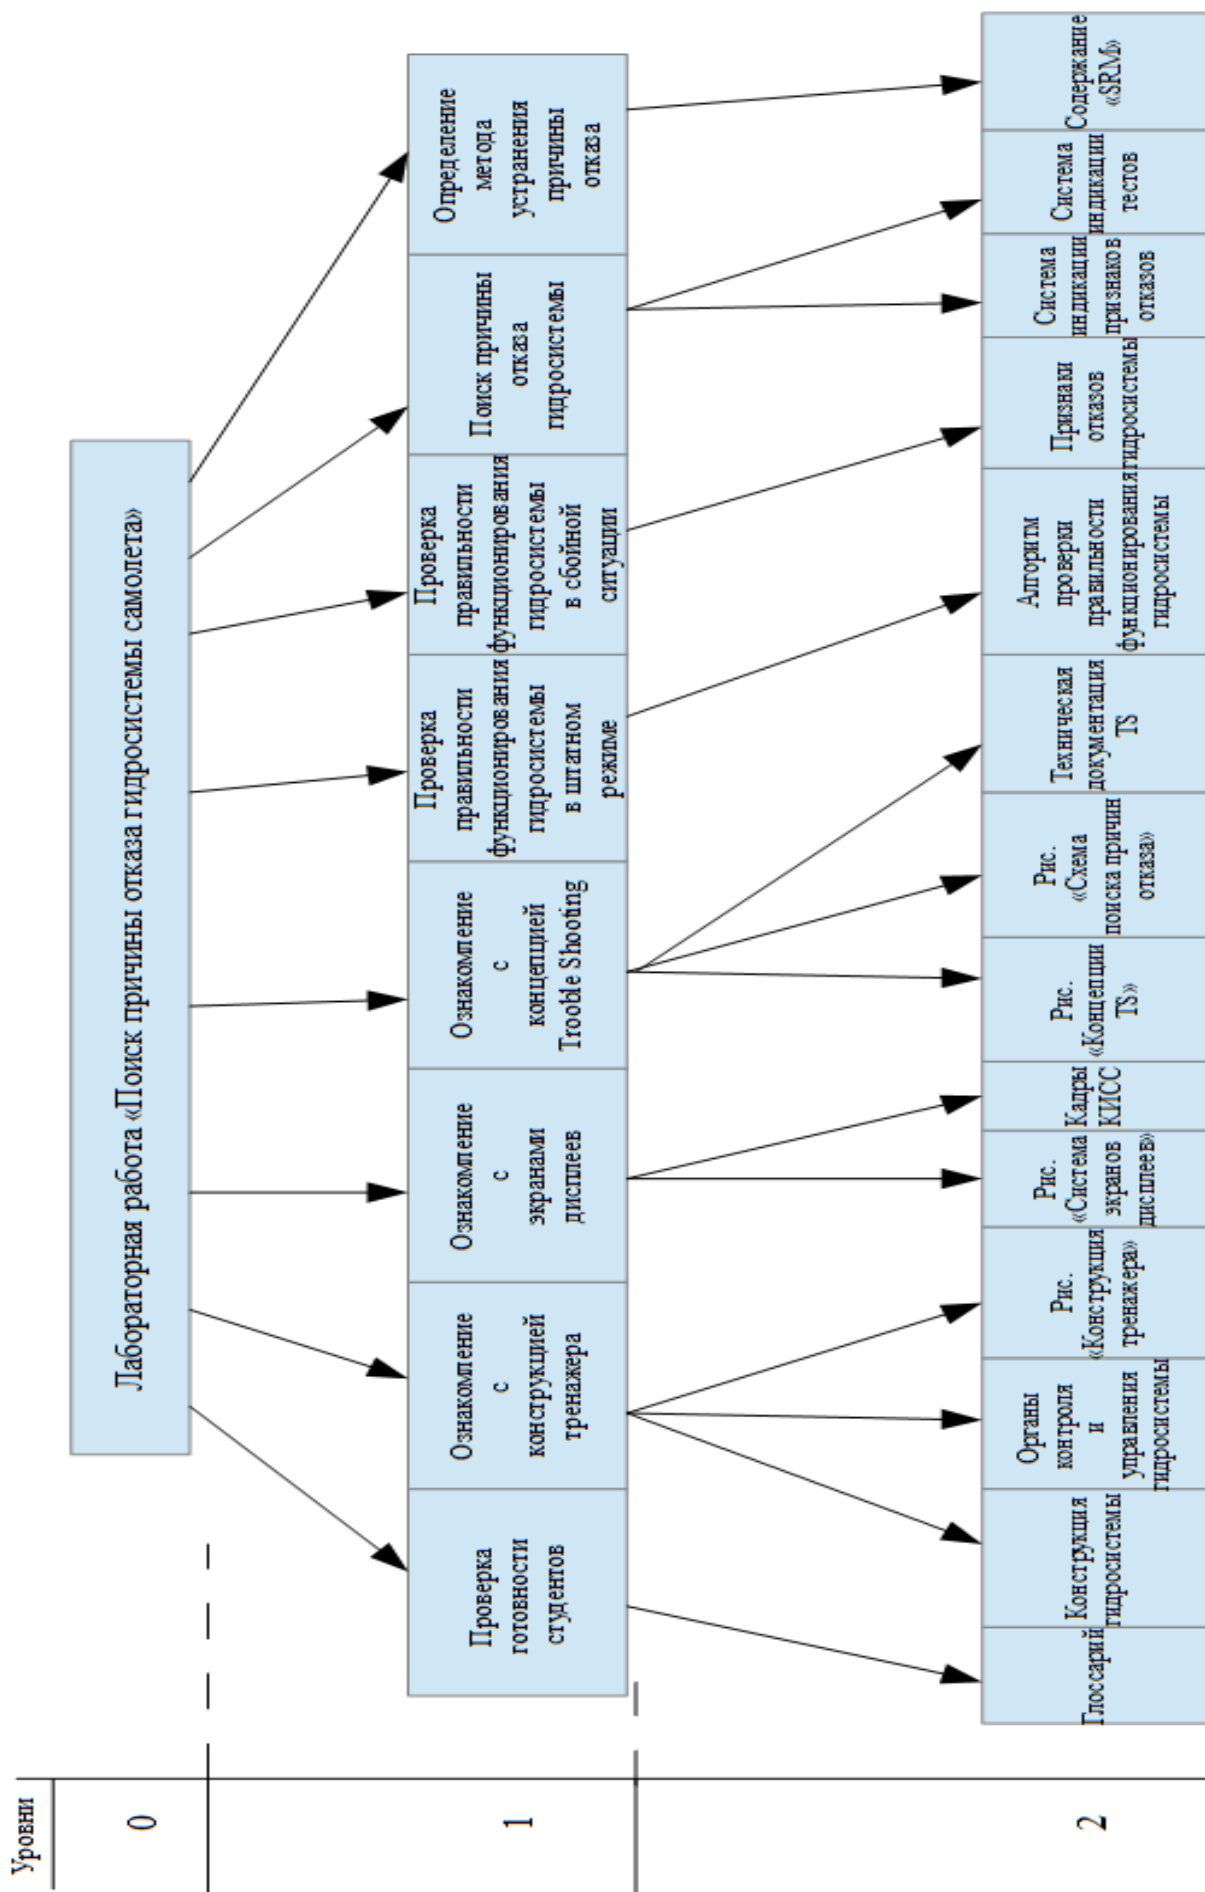 Уровни
0
Лабораторная работа «Поиск причины отказа гидросистемы самолета»
1
Проверка
готовности
студентов
Ознакомление
с
конструкцией
тренажера
Ознакомление
с
экранами
дисплеев
Ознакомление
с
концепцией
Trooble Shooting
Проверка
правильности
функционирования
гидросистемы
в штатном
режиме
Проверка
правильности
функционирования
гидросистемы
в сбойной
ситуации
Поиск причины
отказа
гидросистемы
Определение
метода
устранения
причины
отказа
2
Глоссарий
Конструкция
гидросистемы
Органы
контроля
и
управления
гидросистемы
Рис.
«Конструкция
тренажера»
Рис.
«Система
экранов
дисплеев»
Кадры
КИСС
Рис.
«Концепции
TS»
Рис.
«Схема
поиска причин
отказа»
Техническая
документация
TS
Алгоритм
проверки
правильности
функционирования
гидросистемы
Признаки
отказов
гидросистемы
Система
индикации
признаков
отказов
Система
индикации
тестов
Содержание
«SRM»